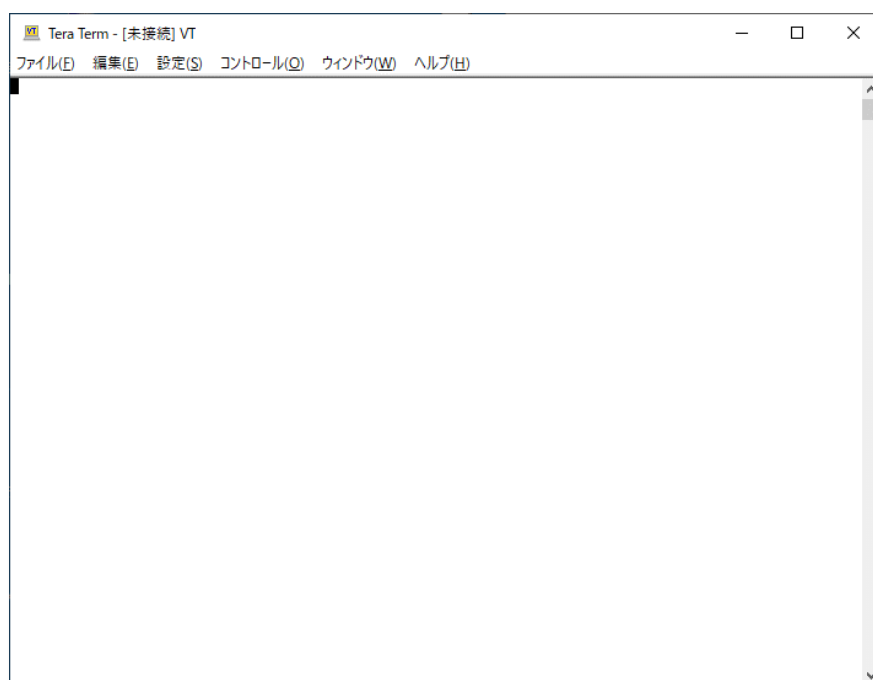 Tera Term - [未接続] VT
ファイル(F) 編集(E) 設定(S) コントロール(O) ウィンドウ(W) ヘルプ(H)